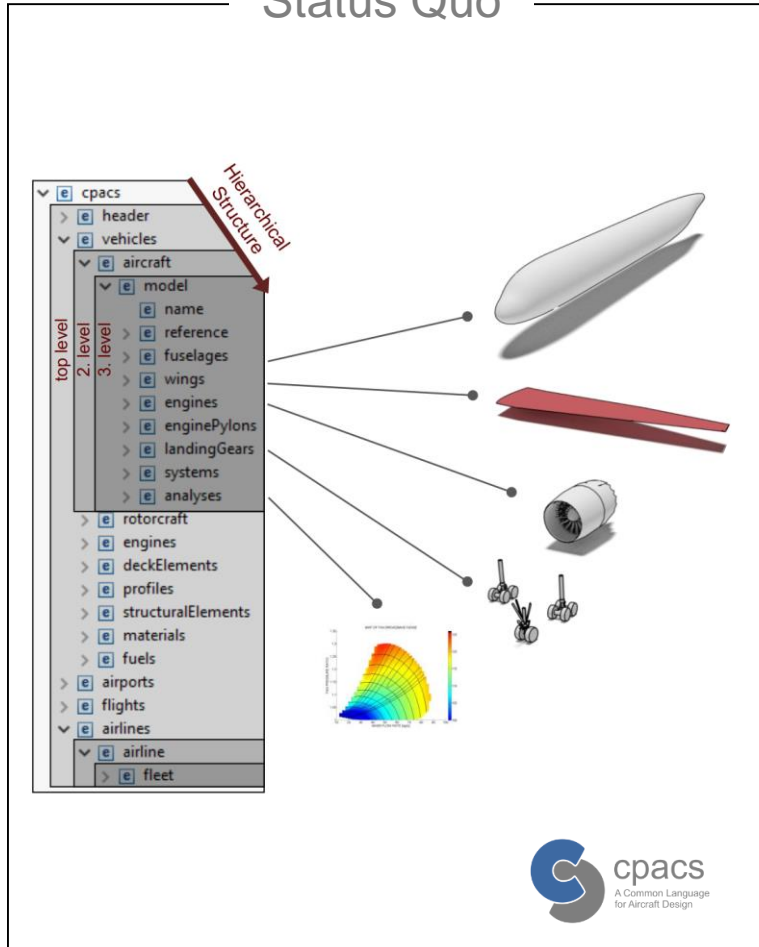 Status Quo
Hierarchical
Structure
cpacs
header
vehicles
aircraft
model
name
reference
fuselages
wings
engines
enginePylons
landingGears
systems
analyses
rotorcraft
engines
deckElements
profiles
structuralElements
materials
fuels
airports
flights
airlines
airline
fleet
top level
2. level
3. level
cpacs
A Common Language
for Aircraft Design